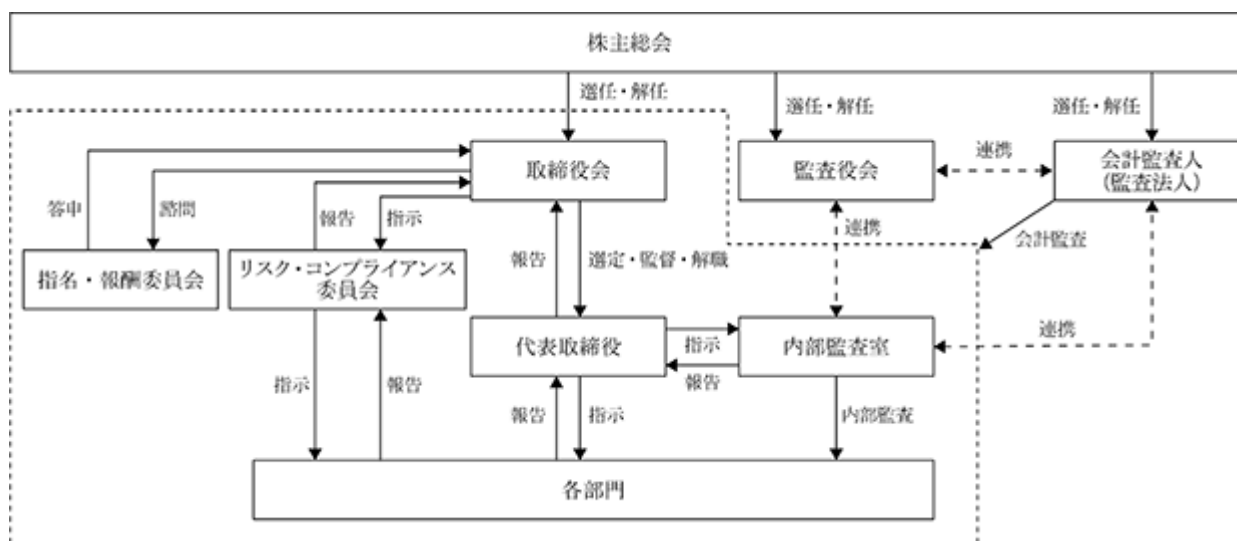 株主総会
選任・解任
選任・解任
選任・解任
取締役会
監査役会
連携
会計監査人
(監査法人)
答申
諮問
報告
指示
連携
会計監査
指名・報酬委員会
リスク・コンプライアンス
委員会
報告
選定・監督・解職
代表取締役
指示
報告
内部監査室
連携
指示
報告
報告
指示
内部監査
各部門